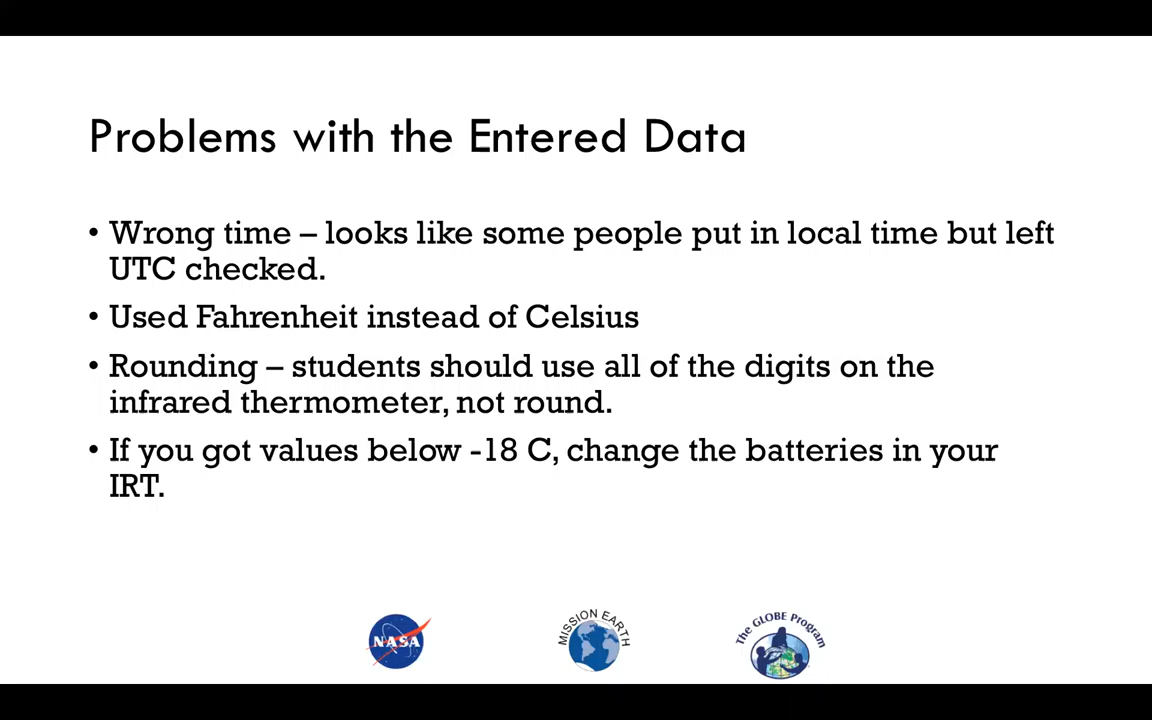 Problems with the Entered Data
• Wrong time – looks like some people put in local time but left
UTC checked.
• Used Fahrenheit instead of Celsius
• Rounding – students should use all of the digits on the
infrared thermometer, not round.
• If you got values below -18 C, change the batteries in your
IRT.
NASA
MISSION EARTH
The GLOBE Program